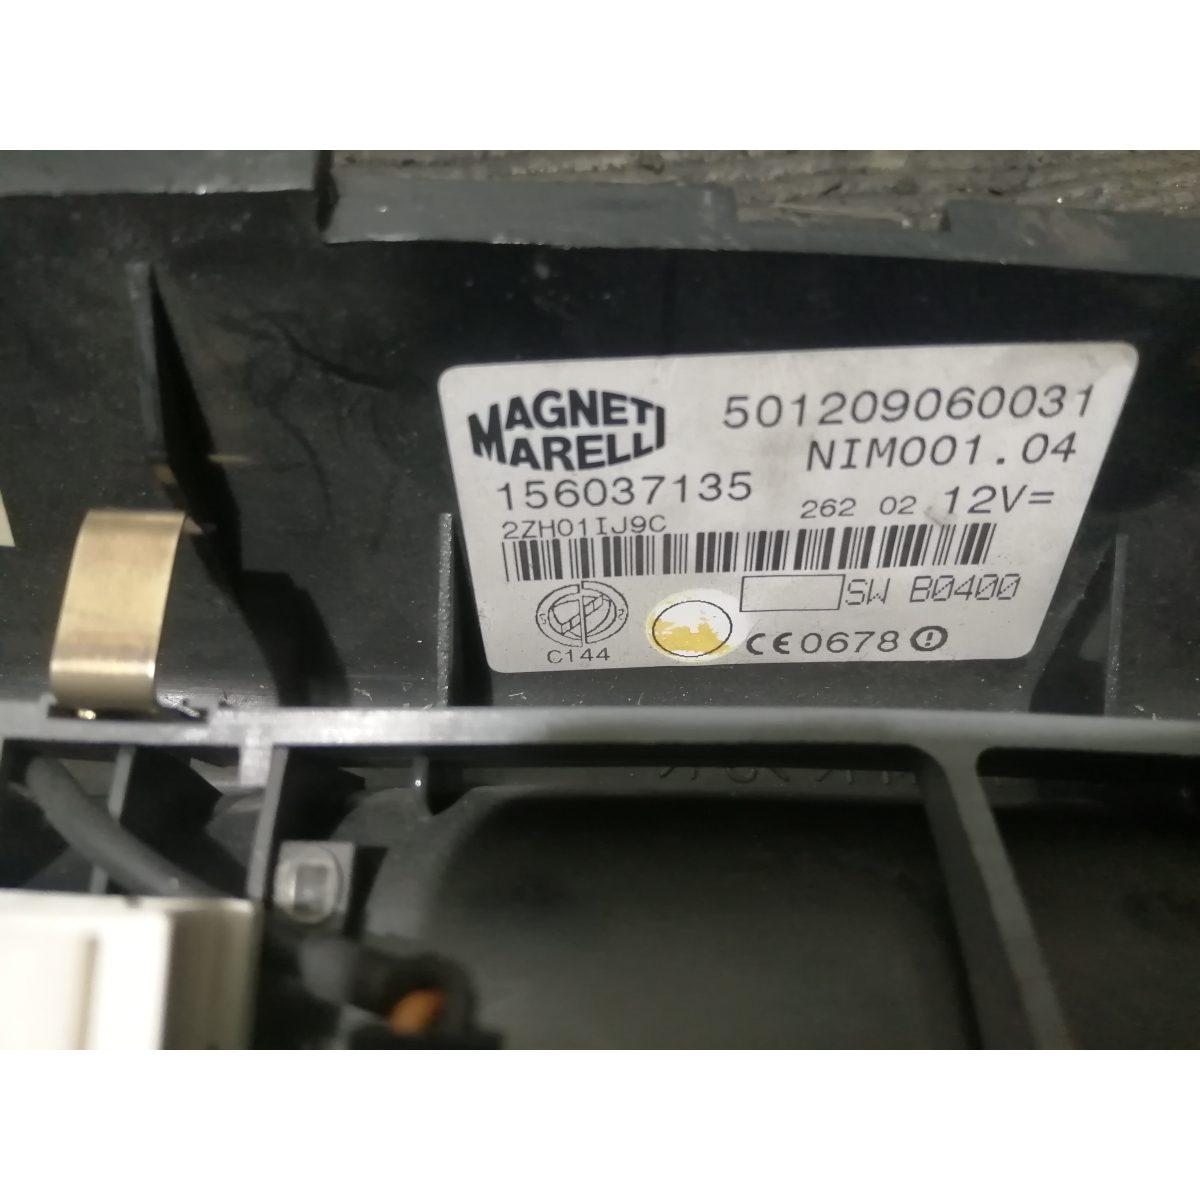 MAGNETI
MARELLI
501209060031
NIM001.04
156037135
262 02 12V=
2ZH01IJ9C
SW B0400
C144
CE0678